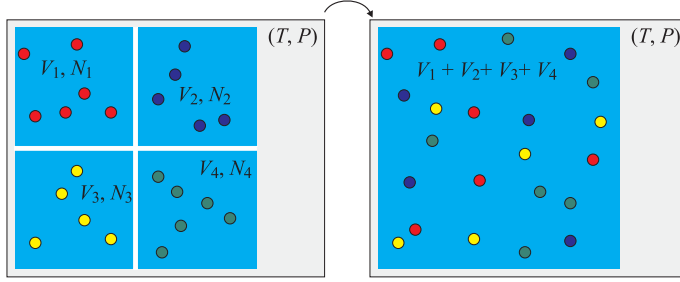 (T, P)
V₁, N₁
V₂, N₂
V₃, N₃
V₄, N₄
(T, P)
V₁ + V₂ + V₃ + V₄